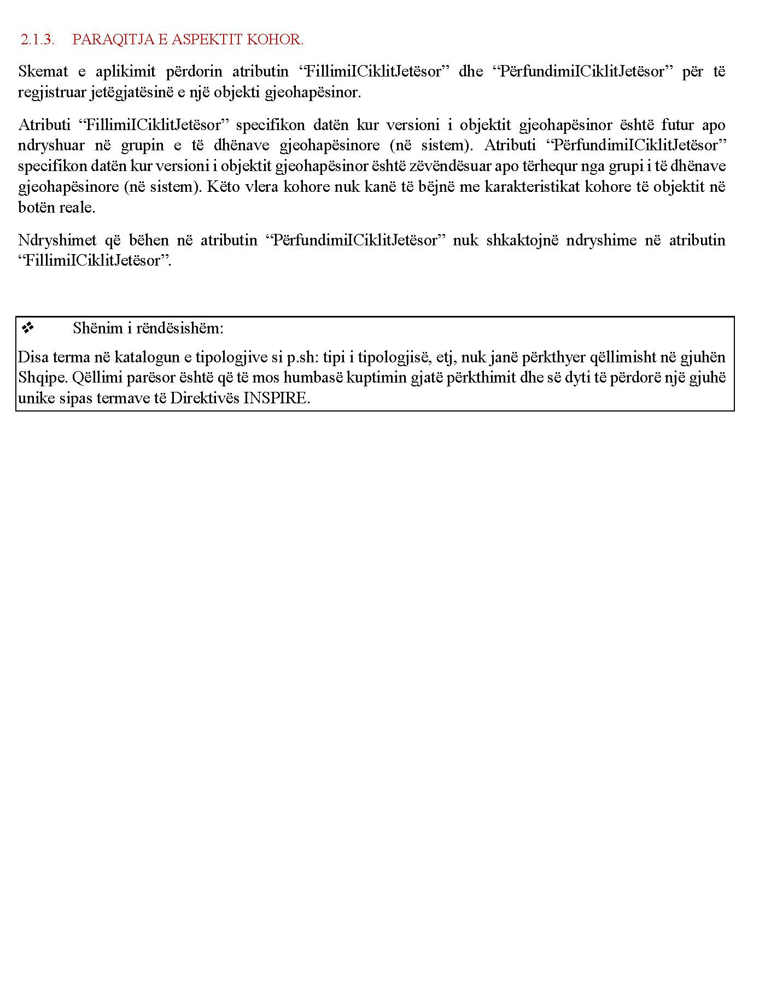 2.1.3. PARAQITJA E ASPEKTIT KOHOR.
Skemat e aplikimit përdorin atributin “FillimiICiklitJetësor” dhe “PërfundimiICiklitJetësor” për të
regjistruar jetëgjatësinë e një objekti gjeohapësinor.
Atributi “FillimiICiklitJetësor” specifikon datën kur versioni i objektit gjeohapësinor është futur apo
ndryshuar në grupin e të dhënave gjeohapësinore (në sistem). Atributi “PërfundimiICiklitJetësor”
specifikon datën kur versioni i objektit gjeohapësinor është zëvëndësuar apo tërhequr nga grupi i të dhënave
gjeohapësinore (në sistem). Këto vlera kohore nuk kanë të bëjnë me karakteristikat kohore të objektit në
botën reale.
Ndryshimet që bëhen në atributin “PërfundimiICiklitJetësor” nuk shkaktojnë ndryshime në atributin
“FillimiICiklitJetësor”.
❖ Shënim i rëndësishëm:
Disa terma në katalogun e tipologjive si p.sh: tipi i tipologjisë, etj, nuk janë përkthyer qëllimisht në gjuhën
Shqipe. Qëllimi parësor është që të mos humbasë kuptimin gjatë përkthimit dhe së dyti të përdorë një gjuhë
unike sipas termave të Direktivës INSPIRE.